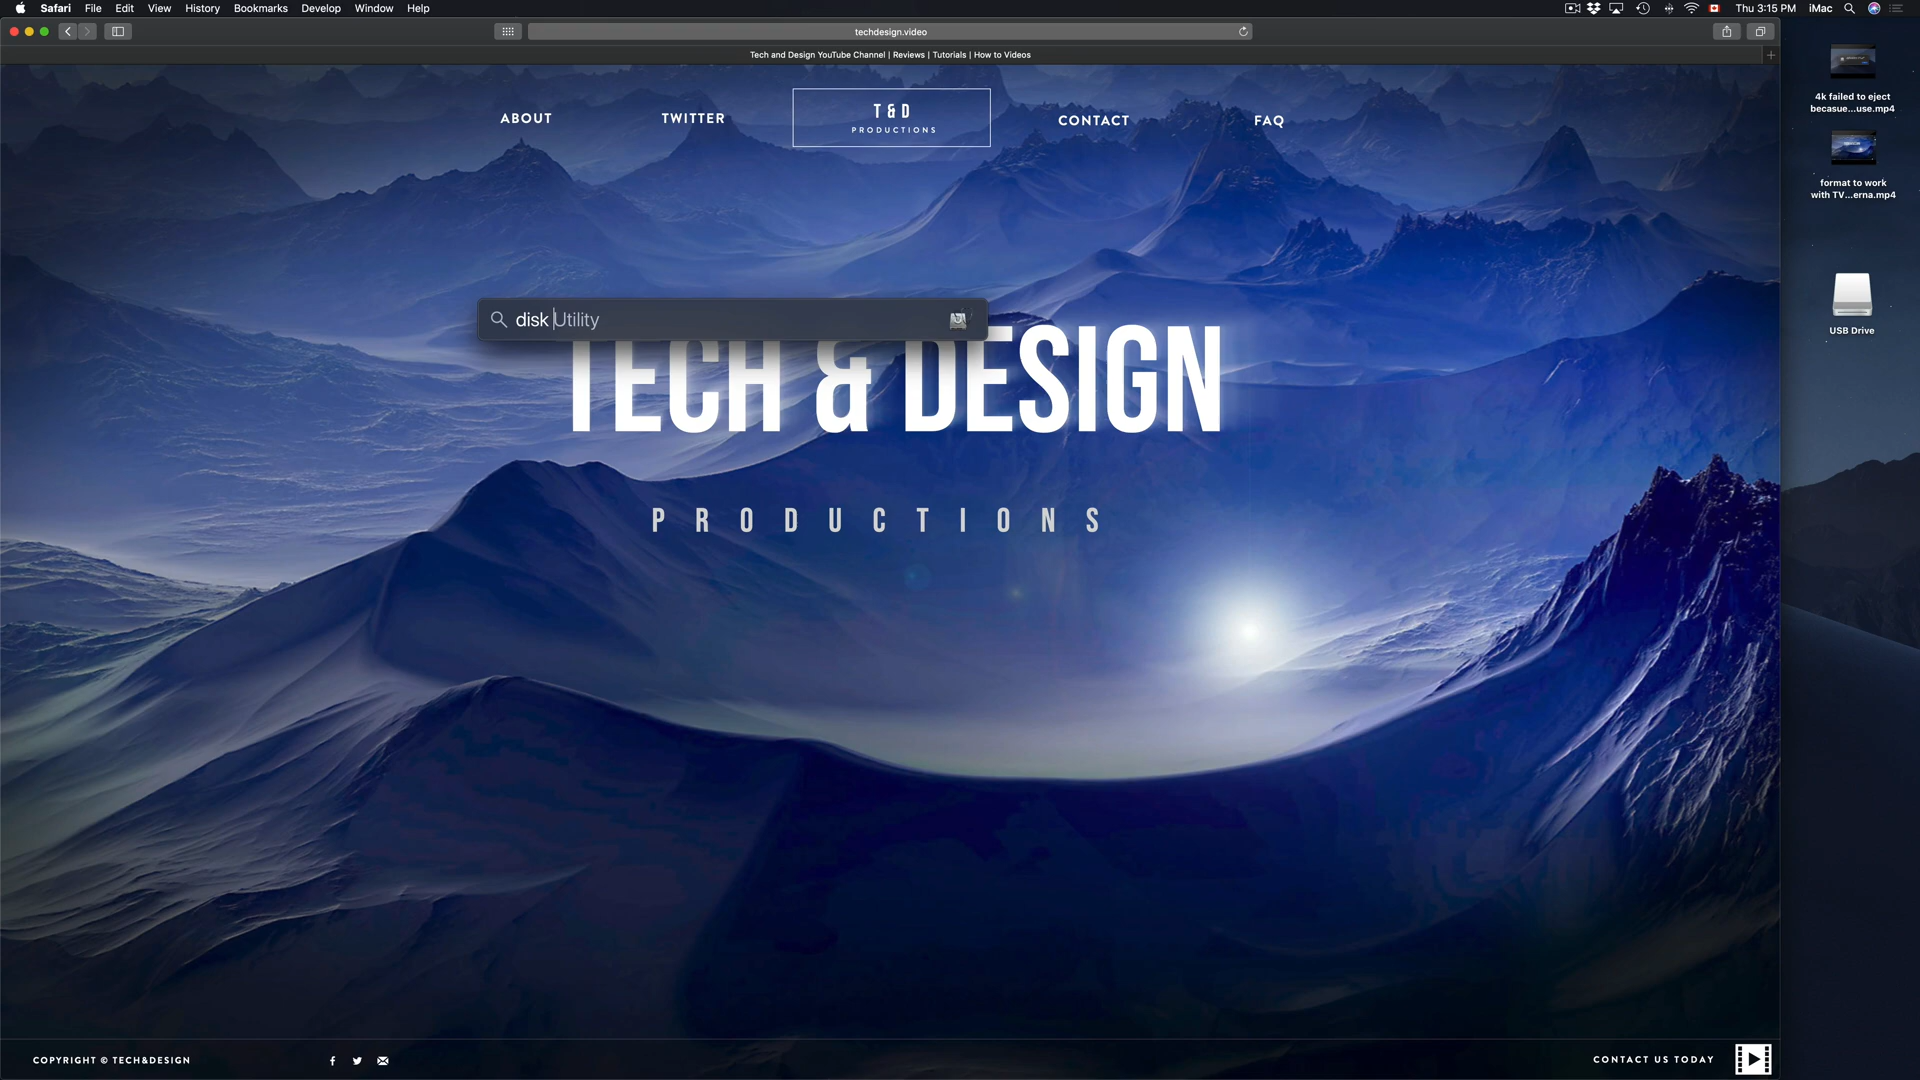 Safari File Edit View History Bookmarks Develop Window Help
Thu 3:15 PM iMac
techdesign.video
Tech and Design YouTube Channel | Reviews | Tutorials | How to Videos
ABOUT
TWITTER
T & D
PRODUCTIONS
CONTACT
FAQ
4k failed to eject
becasue...use.mp4
format to work
with TV...erna.mp4
USB Drive
disk Utility
TECH & DESIGN
PRODUCTIONS
COPYRIGHT © TECH&DESIGN
CONTACT US TODAY